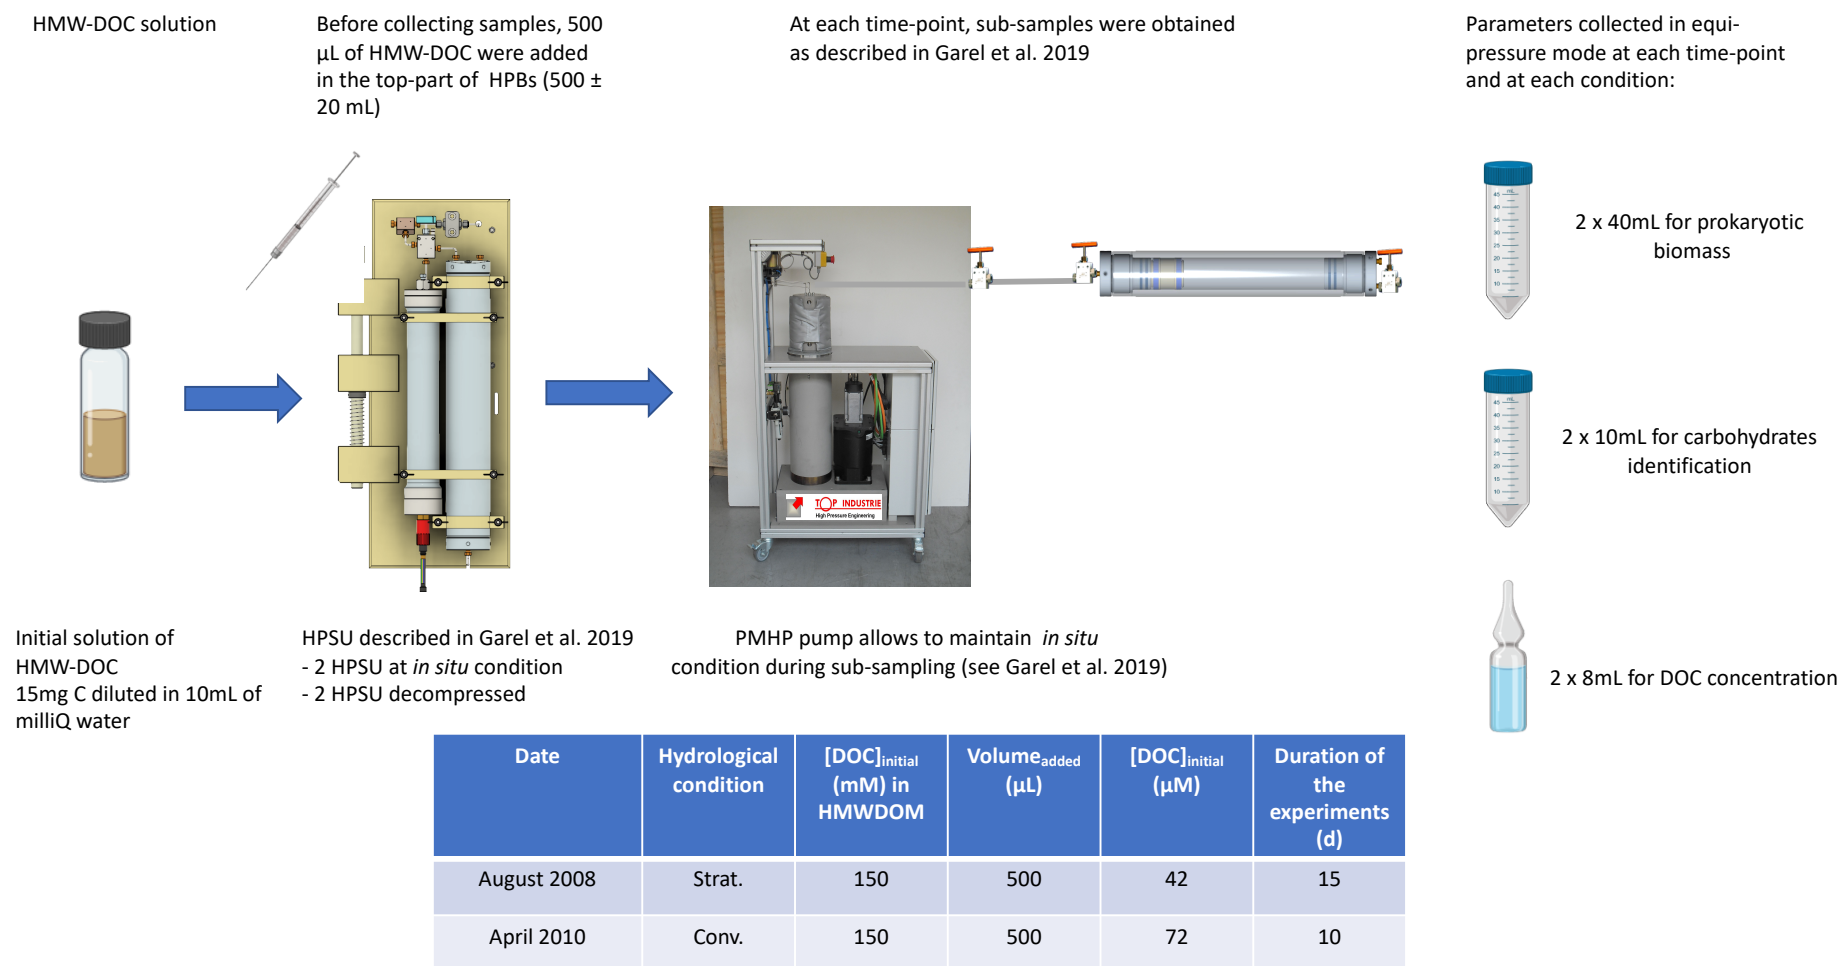 HMW-DOC solution
Before collecting samples, 500
µL of HMW-DOC were added
in the top-part of HPBs (500 ±
20 mL)
At each time-point, sub-samples were obtained
as described in Garel et al. 2019
Parameters collected in equi-
pressure mode at each time-point
and at each condition:
2 x 40mL for prokaryotic
biomass
2 x 10mL for carbohydrates
identification
2 x 8mL for DOC concentration
TOP INDUSTRIE
High Pressure Engineering
Initial solution of
HMW-DOC
15mg C diluted in 10mL of
milliQ water
HPSU described in Garel et al. 2019
- 2 HPSU at in situ condition
- 2 HPSU decompressed
PMHP pump allows to maintain in situ
condition during sub-sampling (see Garel et al. 2019)
Date
Hydrological
condition
[DOC]initial
(mM) in
HMWDOM
Volumeadded
(µL)
[DOC]initial
(µM)
Duration of
the
experiments
(d)
August 2008 Strat. 150 500 42 15
April 2010 Conv. 150 500 72 10